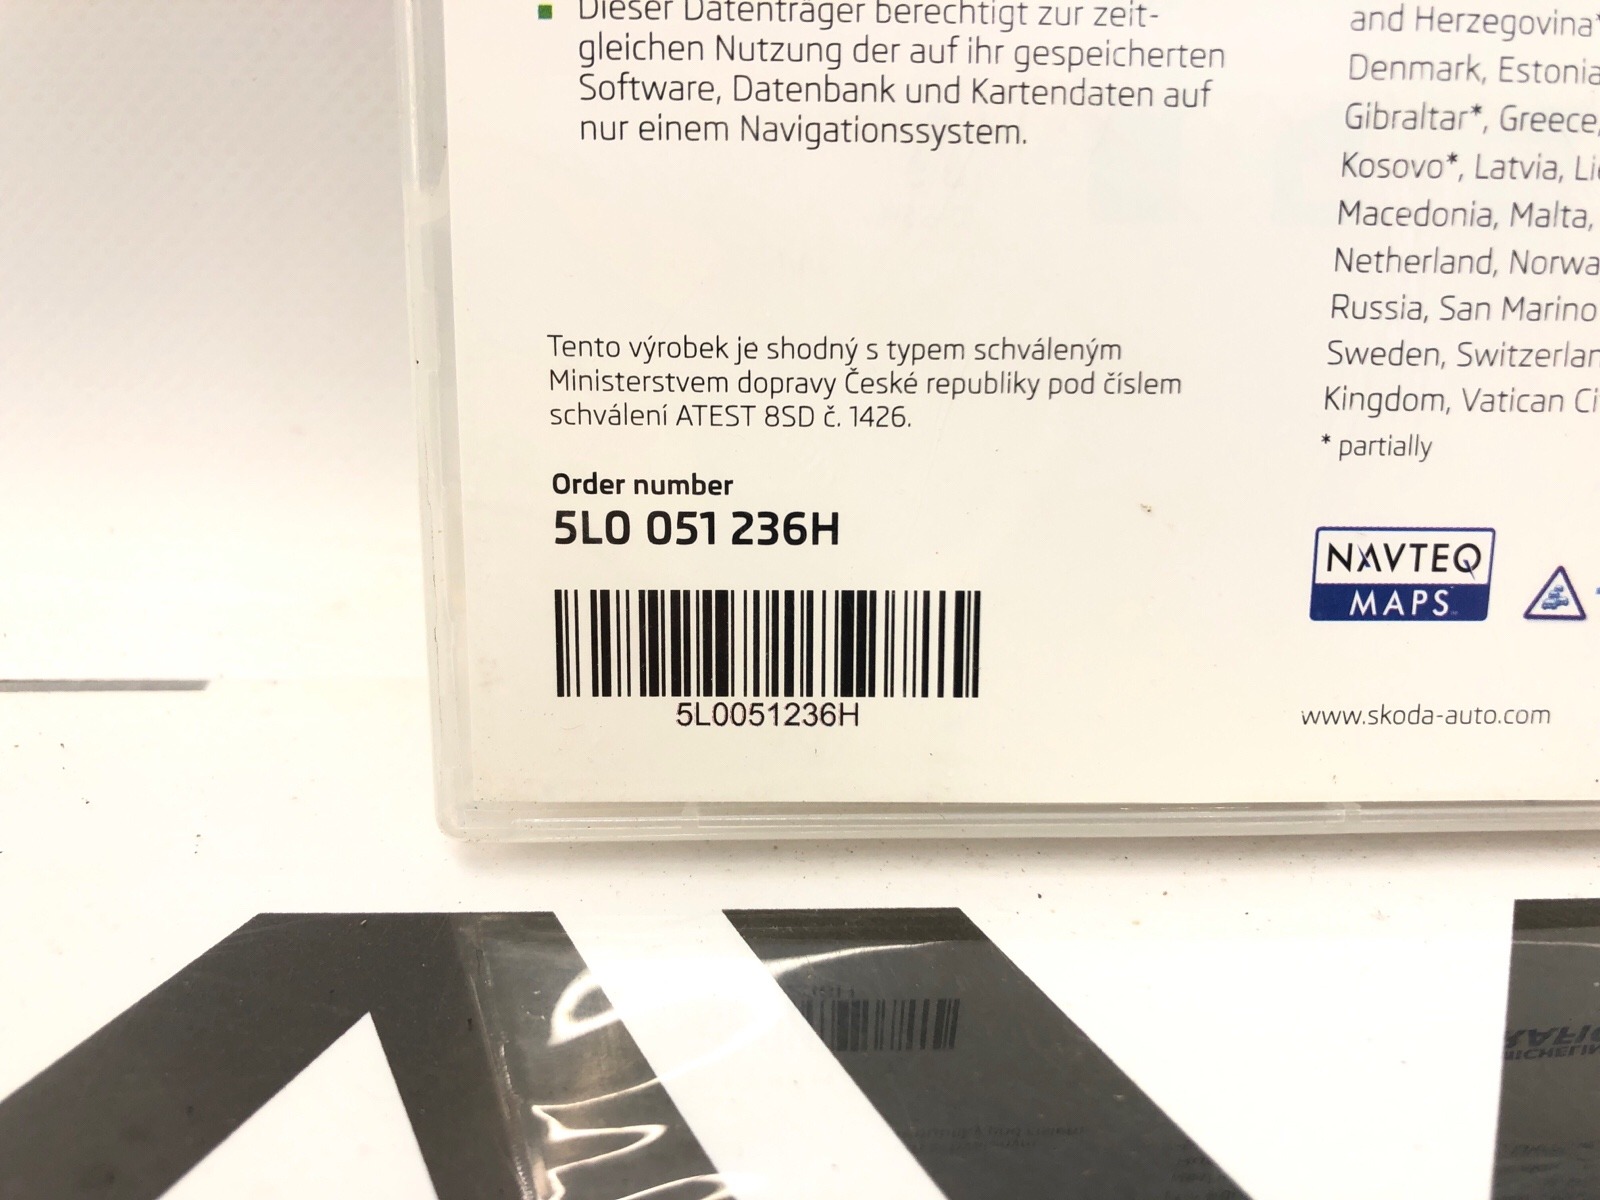 Dieser Datenträger berechtigt zur zeit-
gleichen Nutzung der auf ihr gespeicherten
Software, Datenbank und Kartendaten auf
nur einem Navigationssystem.
Tento výrobek je shodný s typem schváleným
Ministerstvem dopravy České republiky pod číslem
schválení ATEST 8SD č. 1426.
Order number
5L0 051 236H
5L0051236H
and Herzegovina*
Denmark, Estonia
Gibraltar*, Greece,
Kosovo*, Latvia,
Macedonia, Malta,
Netherland,
Russia, San Marino
Sweden,
Kingdom, Vatican
* partially
NAVTEQ
MAPS
www.skoda-auto.com